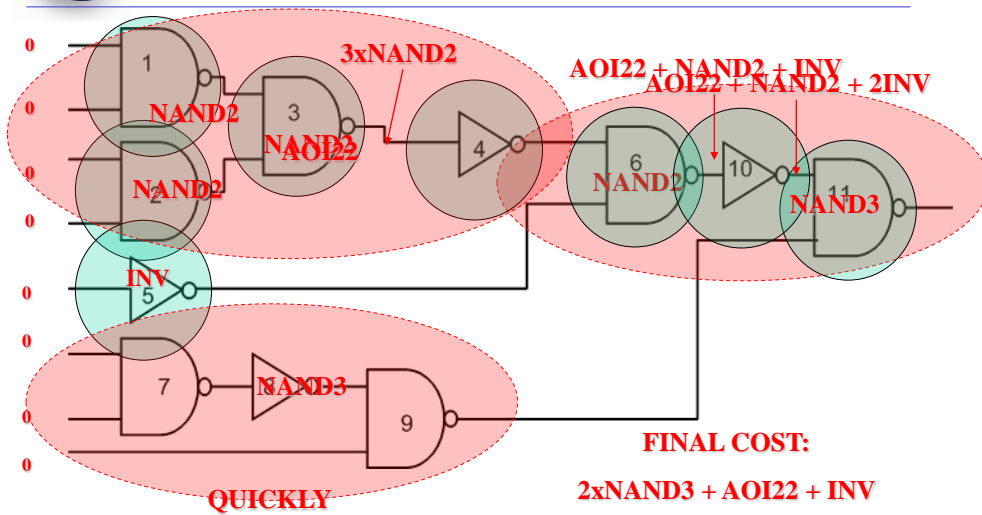 0
1
3xNAND2
AOI22 + NAND2 + INV
AOI22 + NAND2 + 2INV
0
NAND2
3
NAND2
AOI22
4
6
10
0
NAND2
2
NAND2
11
NAND3
0
INV
5
0
0
7
8
NAND3
0
9
FINAL COST:
0
QUICKLY
2xNAND3 + AOI22 + INV